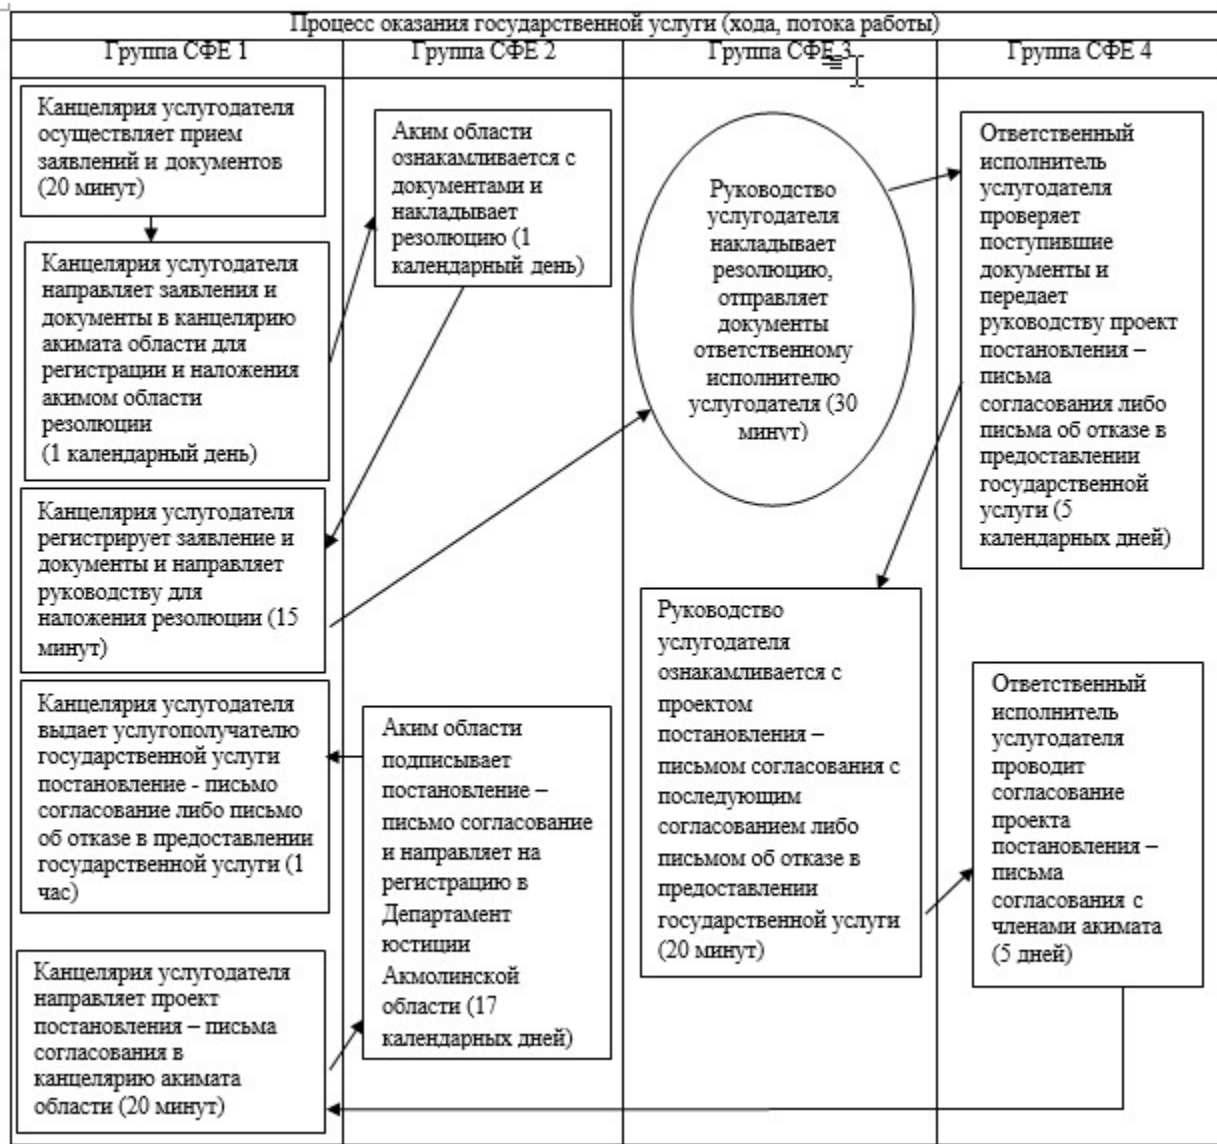 Процесс оказания государственной услуги (хода, потока работы)
Группа СФЕ 1
Группа СФЕ 2
Группа СФЕ 3
Группа СФЕ 4
Канцелярия услугодателя
осуществляет прием
заявлений и документов
(20 минут)
Канцелярия услугодателя
направляет заявления и
документы в канцелярию
акимата области для
регистрации и наложения
акимом области
резолюции
(1 календарный день)
Канцелярия услугодателя
регистрирует заявление и
документы и направляет
руководству для
наложения резолюции (15
минут)
Канцелярия услугодателя
выдает услугополучателю
государственной услуги
постановление - письмо
согласование либо письмо
об отказе в предоставлении
государственной услуги (1
час)
Канцелярия услугодателя
направляет проект
постановления – письма
согласования в
канцелярию акимата
области (20 минут)
Аким области
ознакамливается с
документами и
накладывает
резолюцию (1
календарный день)
Аким области
подписывает
постановление –
письмо согласование
и направляет на
регистрацию в
Департамент
юстиции
Акмолинской
области (17
календарных дней)
Руководство
услугодателя
накладывает
резолюцию,
отправляет
документы
ответственному
исполнителю
услугодателя (30
минут)
Руководство
услугодателя
ознакамливается с
проектом
постановления –
письмом согласования с
последующим
согласованием либо
письмом об отказе в
предоставлении
государственной услуги
(20 минут)
Ответственный
исполнитель
услугодателя
проверяет
поступившие
документы и
передает
руководству проект
постановления –
письма
согласования либо
письма об отказе в
предоставлении
государственной
услуги (5
календарных дней)
Ответственный
исполнитель
услугодателя
проводит
согласование
проекта
постановления –
письма
согласования с
членами акимата
(5 дней)